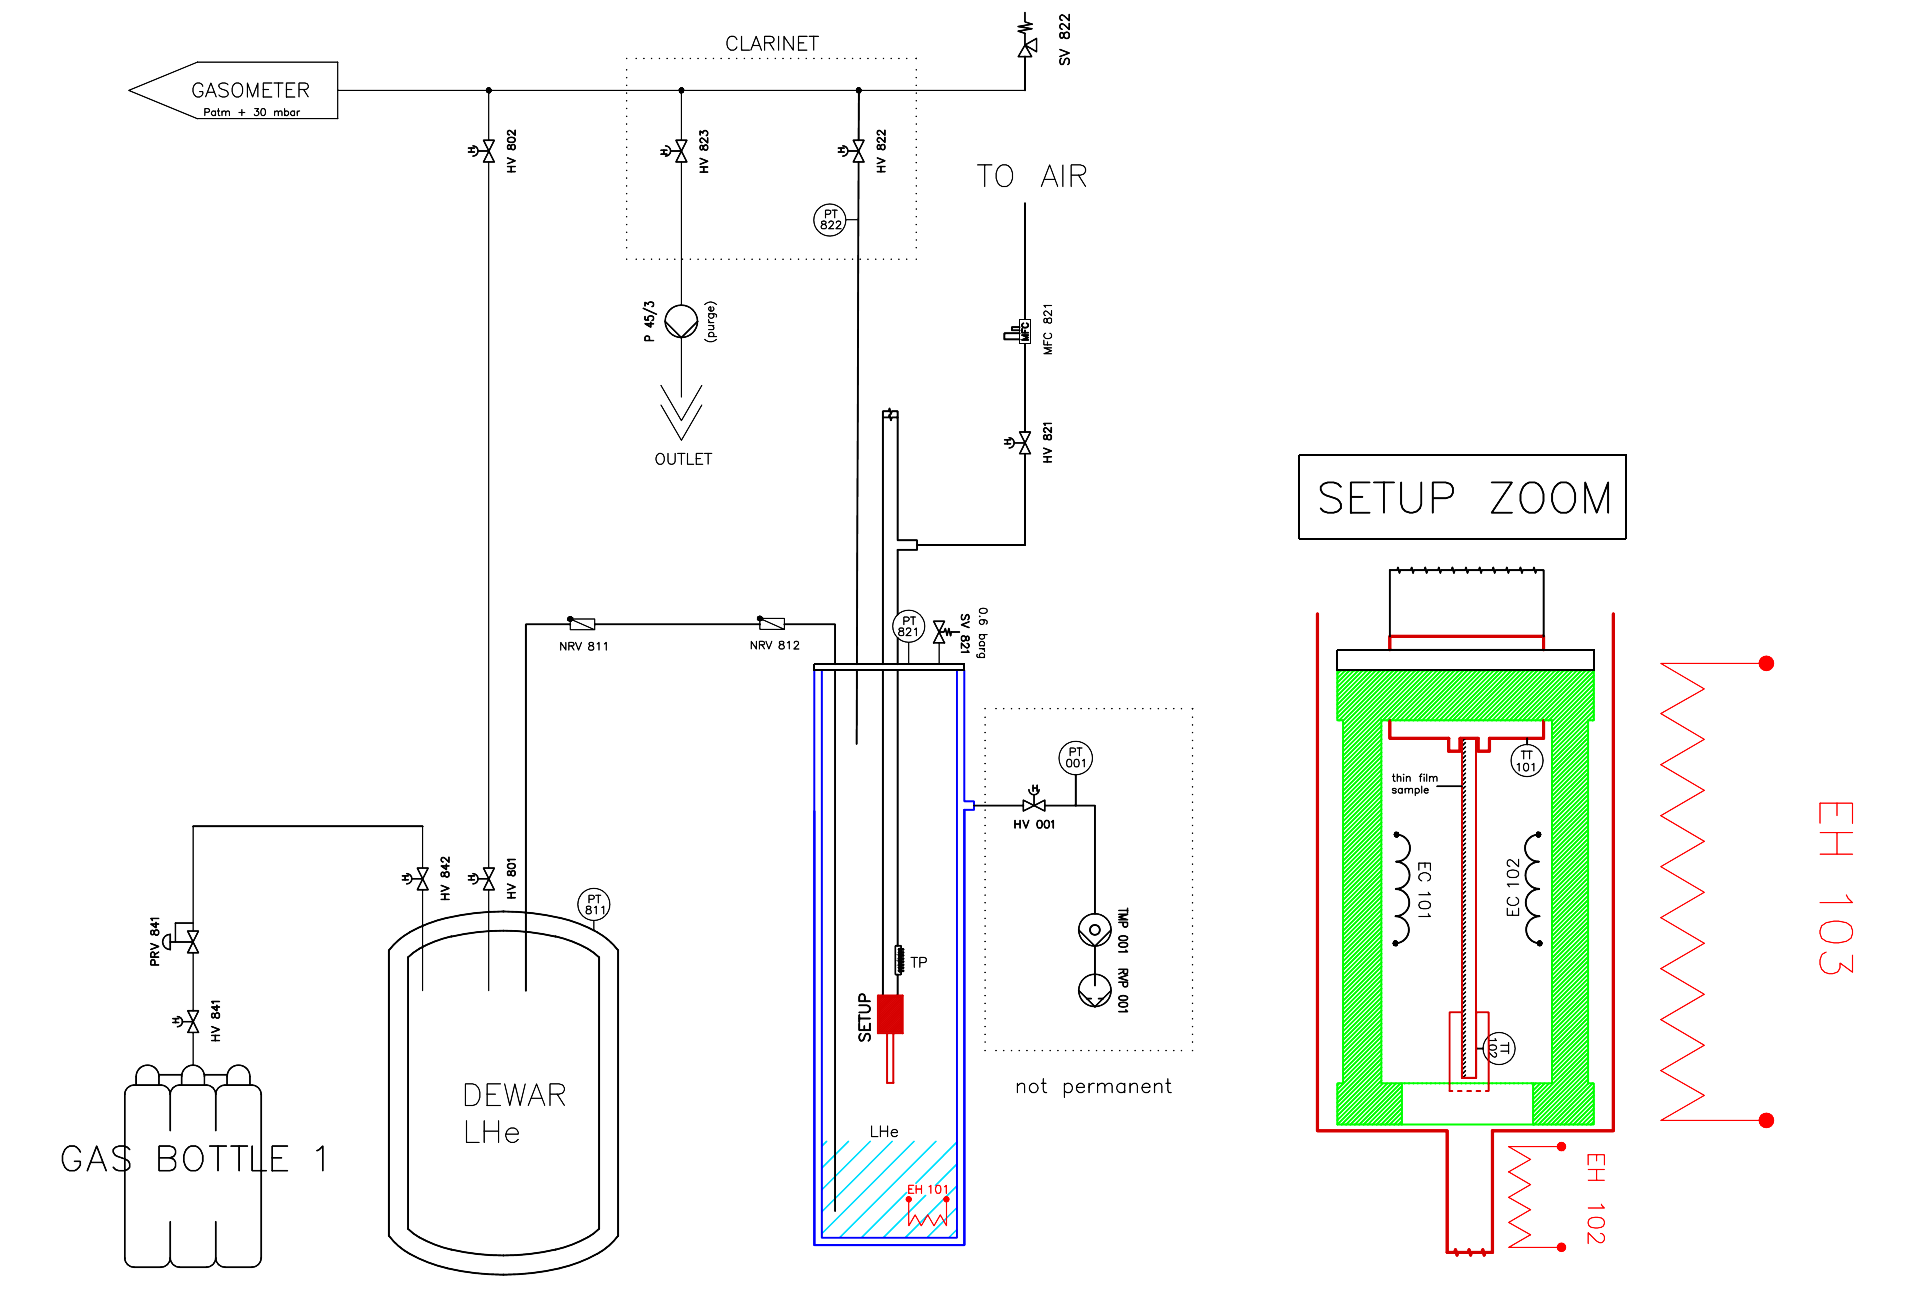 CLARINET
SV 822
GASOMETER
Patm + 30 mbar
H
HV 802
H
HV 823
H
HV 822
TO AIR
PT
822
P 45/3
(purge)
MFC
MFC 821
OUTLET
H
HV 821
SETUP ZOOM
NRV 811
NRV 812
PT
821
SV 821
0.6 barg
PT
001
H
HV 001
TT
101
thin film
sample
EC 101
EC 102
EH 103
H
HV 842
H
HV 801
PT
811
PRV 841
H
HV 841
TMP 001
RVP 001
TP
SETUP
TT
102
not permanent
DEWAR
LHe
LHe
GAS BOTTLE 1
EH 101
EH 102